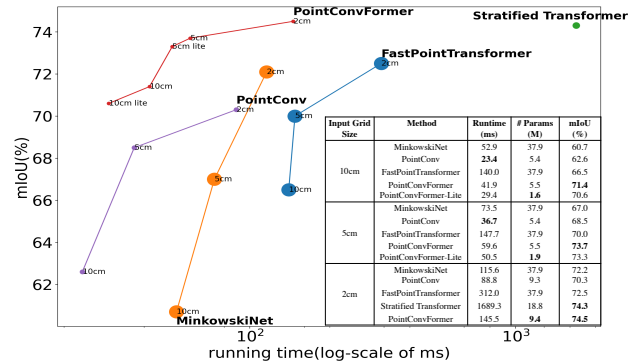 PointConvFormer
Stratified Transformer
74
2cm
5cm
5cm lite
FastPointTransformer
72
2cm
2cm
10cm
10cm lite
PointConv
70
2cm
5cm
mIoU(%)
68
5cm
66
5cm
10cm
64
62
10cm
10cm
MinkowskiNet
10²
10³
running time(log-scale of ms)
Input Grid Size Method Runtime (ms) # Params (M) mIoU (%)
10cm
MinkowskiNet 52.9 37.9 60.7
PointConv 23.4 5.4 62.6
FastPointTransformer 140.0 37.9 66.5
PointConvFormer 41.9 5.5 71.4
PointConvFormer-Lite 29.4 1.6 70.6
5cm
MinkowskiNet 73.5 37.9 67.0
PointConv 36.7 5.4 68.5
FastPointTransformer 147.7 37.9 70.0
PointConvFormer 59.6 5.5 73.7
PointConvFormer-Lite 50.5 1.9 73.3
2cm
MinkowskiNet 115.6 37.9 72.2
PointConv 88.8 9.3 70.3
FastPointTransformer 312.0 37.9 72.5
Stratified Transformer 1689.3 18.8 74.3
PointConvFormer 145.5 9.4 74.5